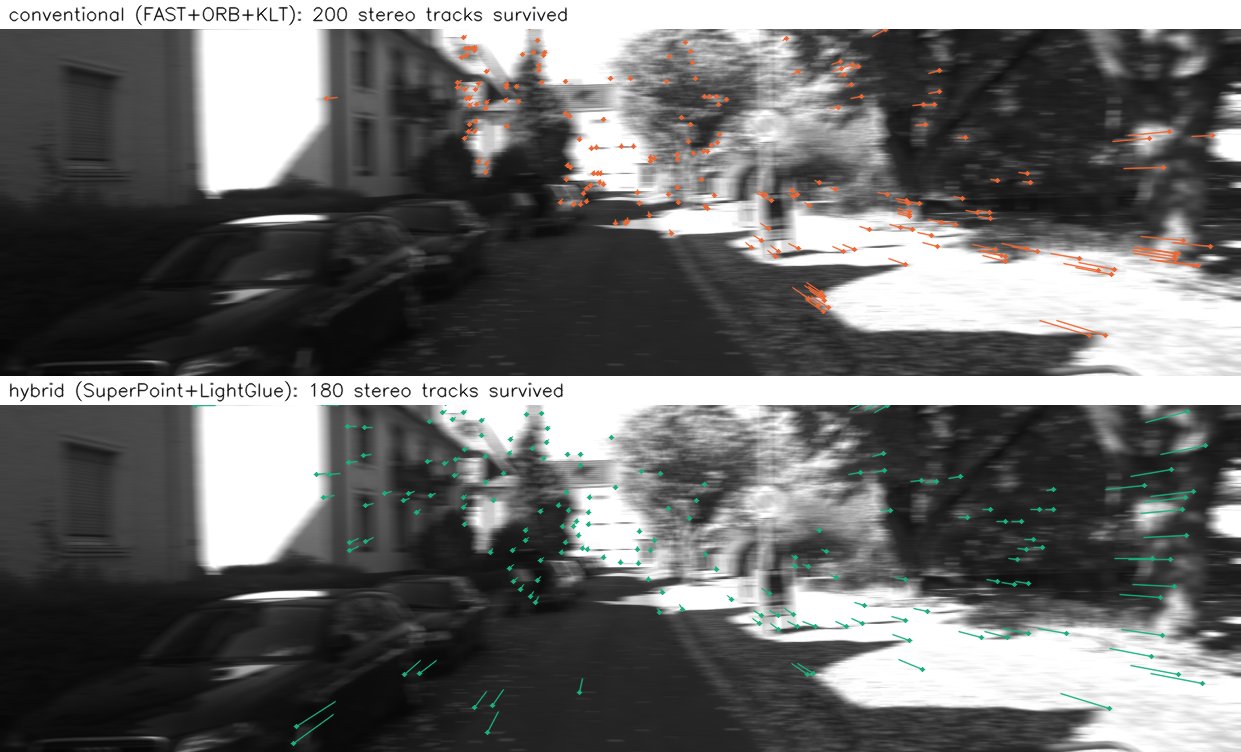 conventional (FAST+ORB+KLT): 200 stereo tracks survived
hybrid (SuperPoint+LightGlue): 180 stereo tracks survived